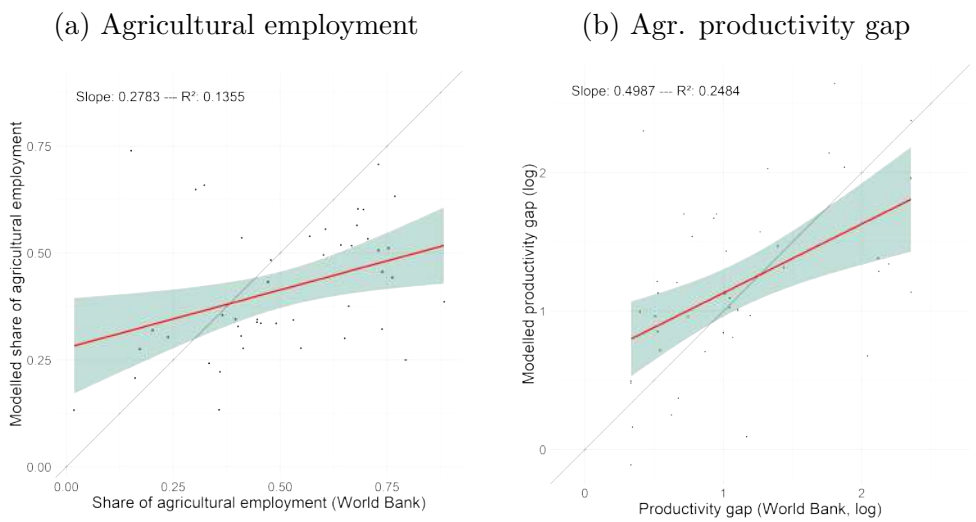 (a) Agricultural employment
Slope: 0.2783 --- R²: 0.1355
Modelled share of agricultural employment
0.75
0.50
0.25
0.00
0.00 0.25 0.50 0.75
Share of agricultural employment (World Bank)
(b) Agr. productivity gap
Slope: 0.4987 --- R²: 0.2484
Modelled productivity gap (log)
2
1
0
0 1 2
Productivity gap (World Bank, log)